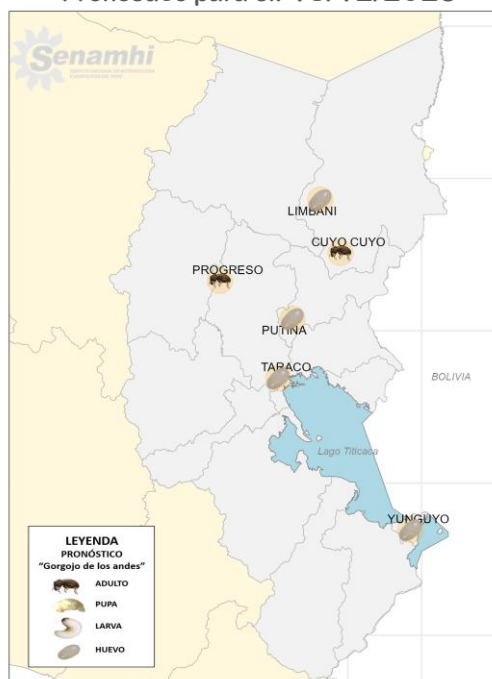 Senamhi
LIMBANI
CUYO CUYO
PROGRESO
PUTINA
TARACO
BOLIVIA
Lago Titicaca
YUNGUYO
LEYENDA
PRONÓSTICO
"Gorgojo de los andes"
ADULTO
PUPA
LARVA
HUEVO